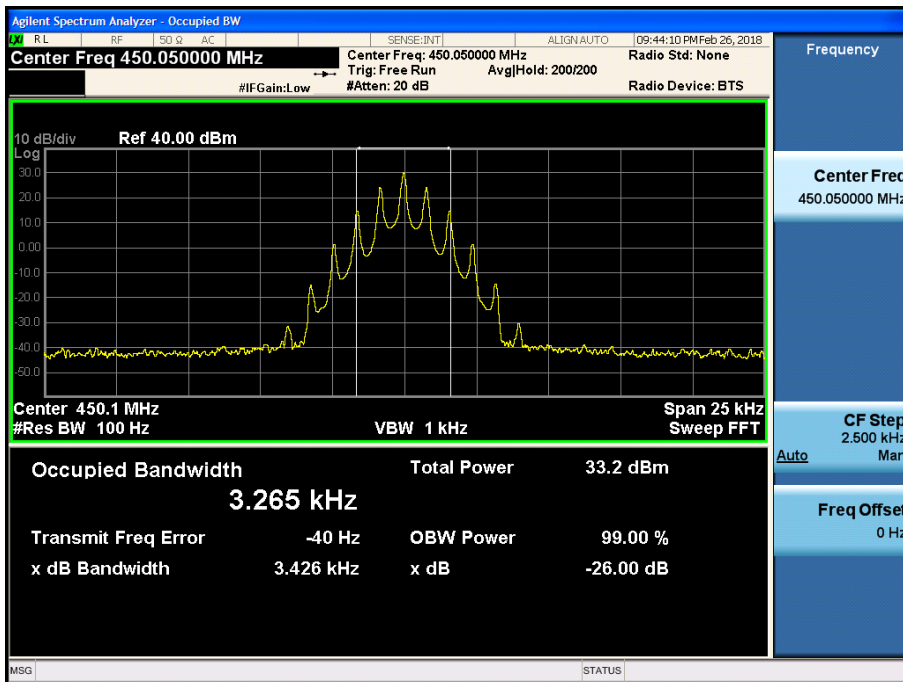 Agilent Spectrum Analyzer - Occupied BW
LXI RL RF 50 Ω AC SENSE:INT ALIGN AUTO 09:44:10 PM Feb 26, 2018
Center Freq 450.050000 MHz
Center Freq: 450.050000 MHz
Radio Std: None
Trig: Free Run Avg|Hold: 200/200
#IFGain:Low #Atten: 20 dB Radio Device: BTS
10 dB/div Ref 40.00 dBm
Log
30.0
20.0
10.0
0.00
-10.0
-20.0
-30.0
-40.0
-50.0
Center 450.1 MHz Span 25 kHz
#Res BW 100 Hz VBW 1 kHz Sweep FFT
Occupied Bandwidth Total Power 33.2 dBm
3.265 kHz
Transmit Freq Error -40 Hz OBW Power 99.00 %
x dB Bandwidth 3.426 kHz x dB -26.00 dB
MSG STATUS
Frequency
Center Freq
450.050000 MHz
CF Step
2.500 kHz
Auto Man
Freq Offset
0 Hz